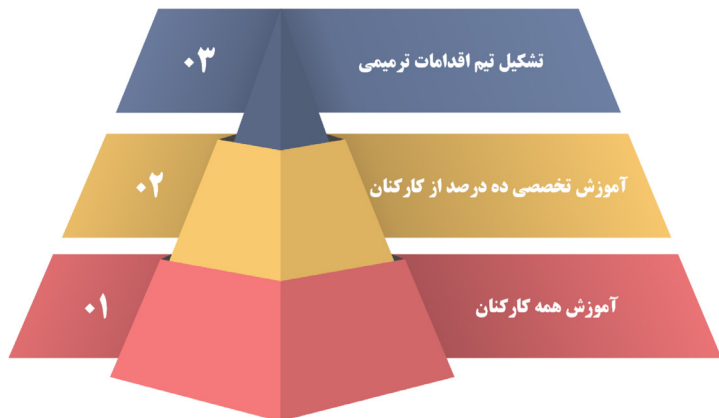 تشکیل تیم اقدامات ترمیمی
۰۳
آموزش تخصصی ده درصد از کارکنان
۰۲
آموزش همه کارکنان
۰۱